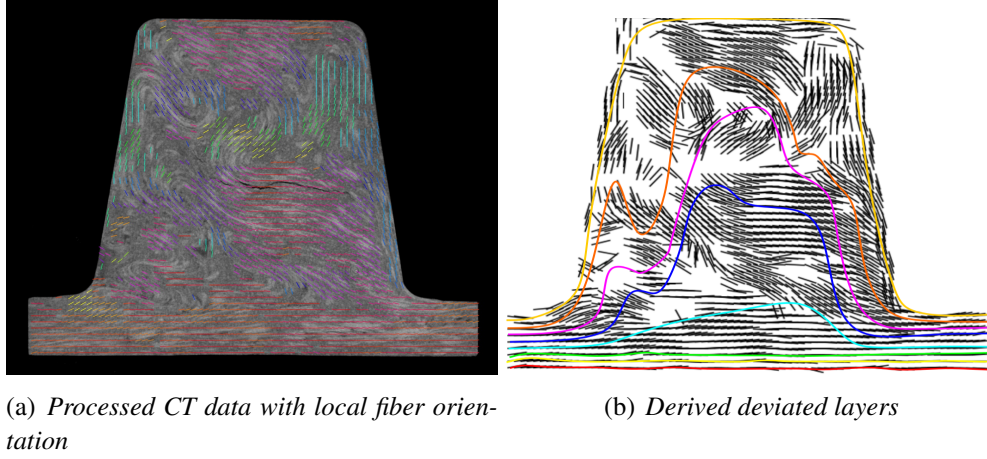 (a) Processed CT data with local fiber orien-
tation
(b) Derived deviated layers